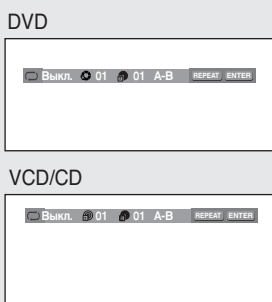 DVD
Выкл. 01 01 A-B REPEAT ENTER
VCD/CD
Выкл. 01 01 A-B REPEAT ENTER